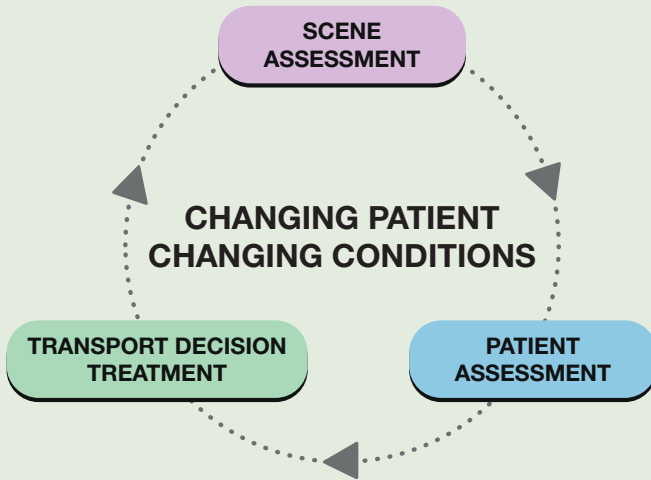 SCENE
ASSESSMENT
CHANGING PATIENT
CHANGING CONDITIONS
TRANSPORT DECISION
TREATMENT
PATIENT
ASSESSMENT